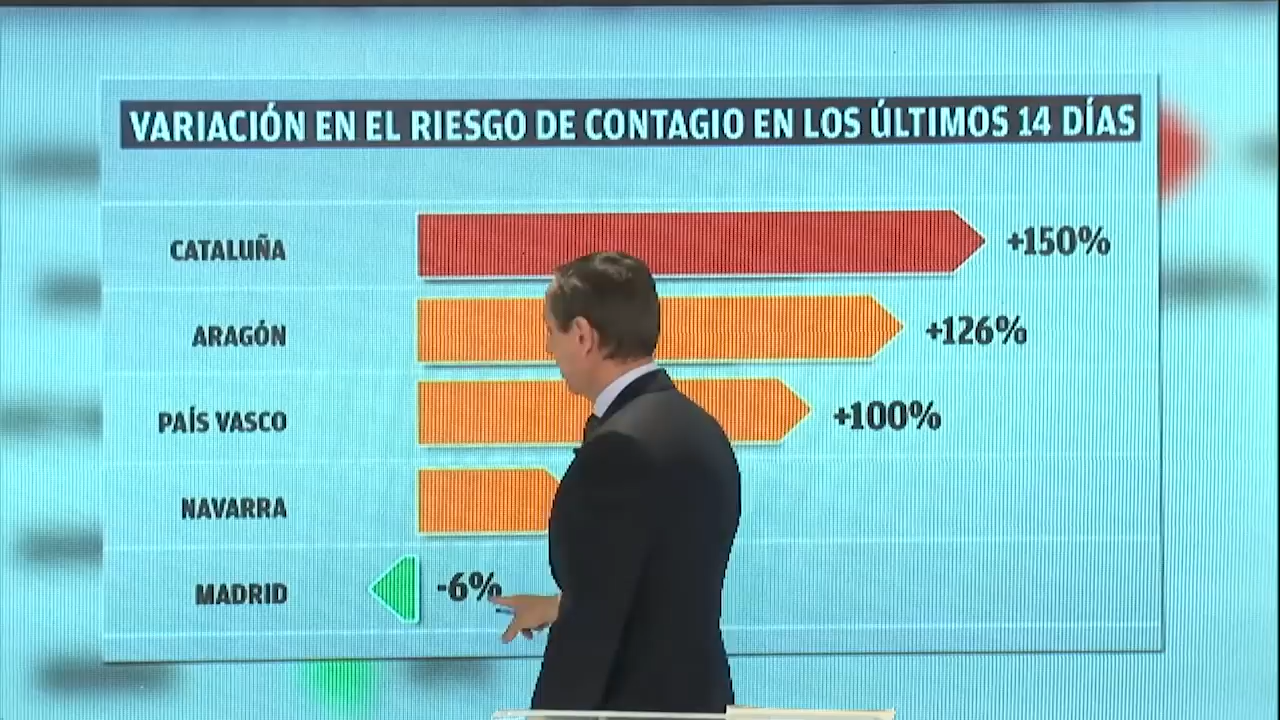 VARIACIÓN EN EL RIESGO DE CONTAGIO EN LOS ÚLTIMOS 14 DÍAS
CATALUÑA +150%
ARAGÓN +126%
PAÍS VASCO +100%
NAVARRA
MADRID -6%